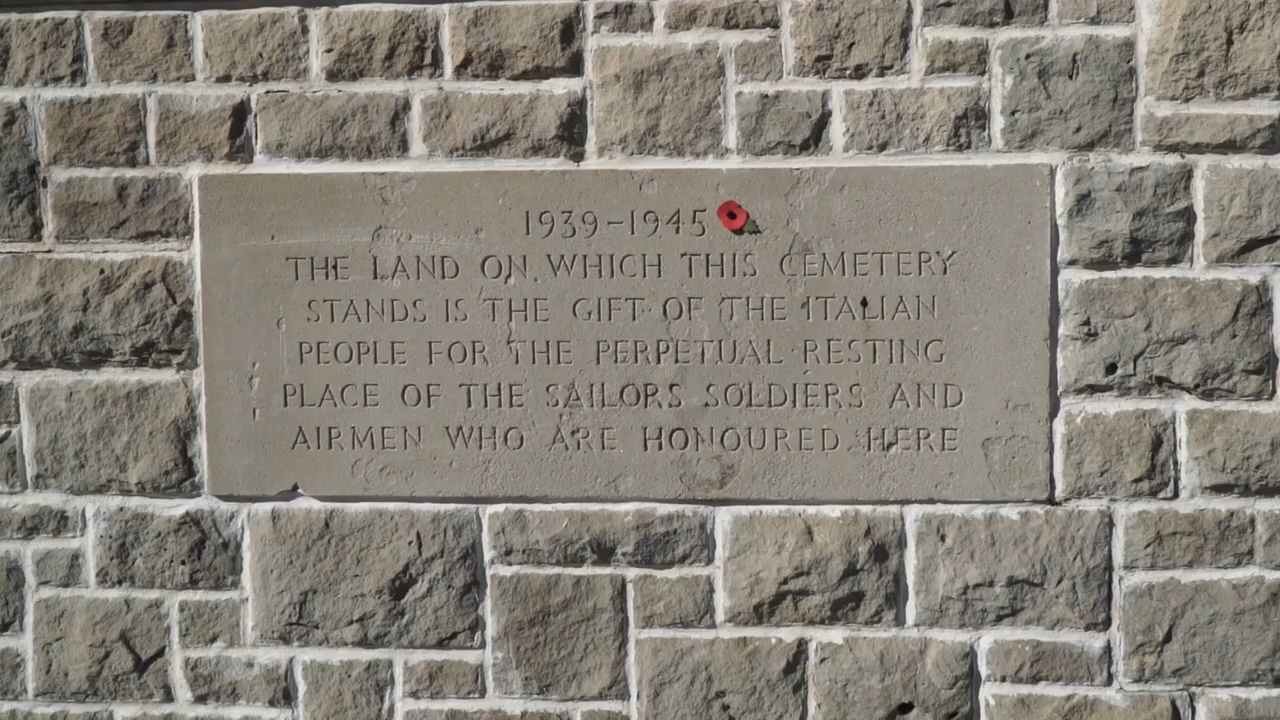 1939-1945
THE LAND ON WHICH THIS CEMETERY
STANDS IS THE GIFT OF THE ITALIAN
PEOPLE FOR THE PERPETUAL RESTING
PLACE OF THE SAILORS SOLDIERS AND
AIRMEN WHO ARE HONOURED HERE